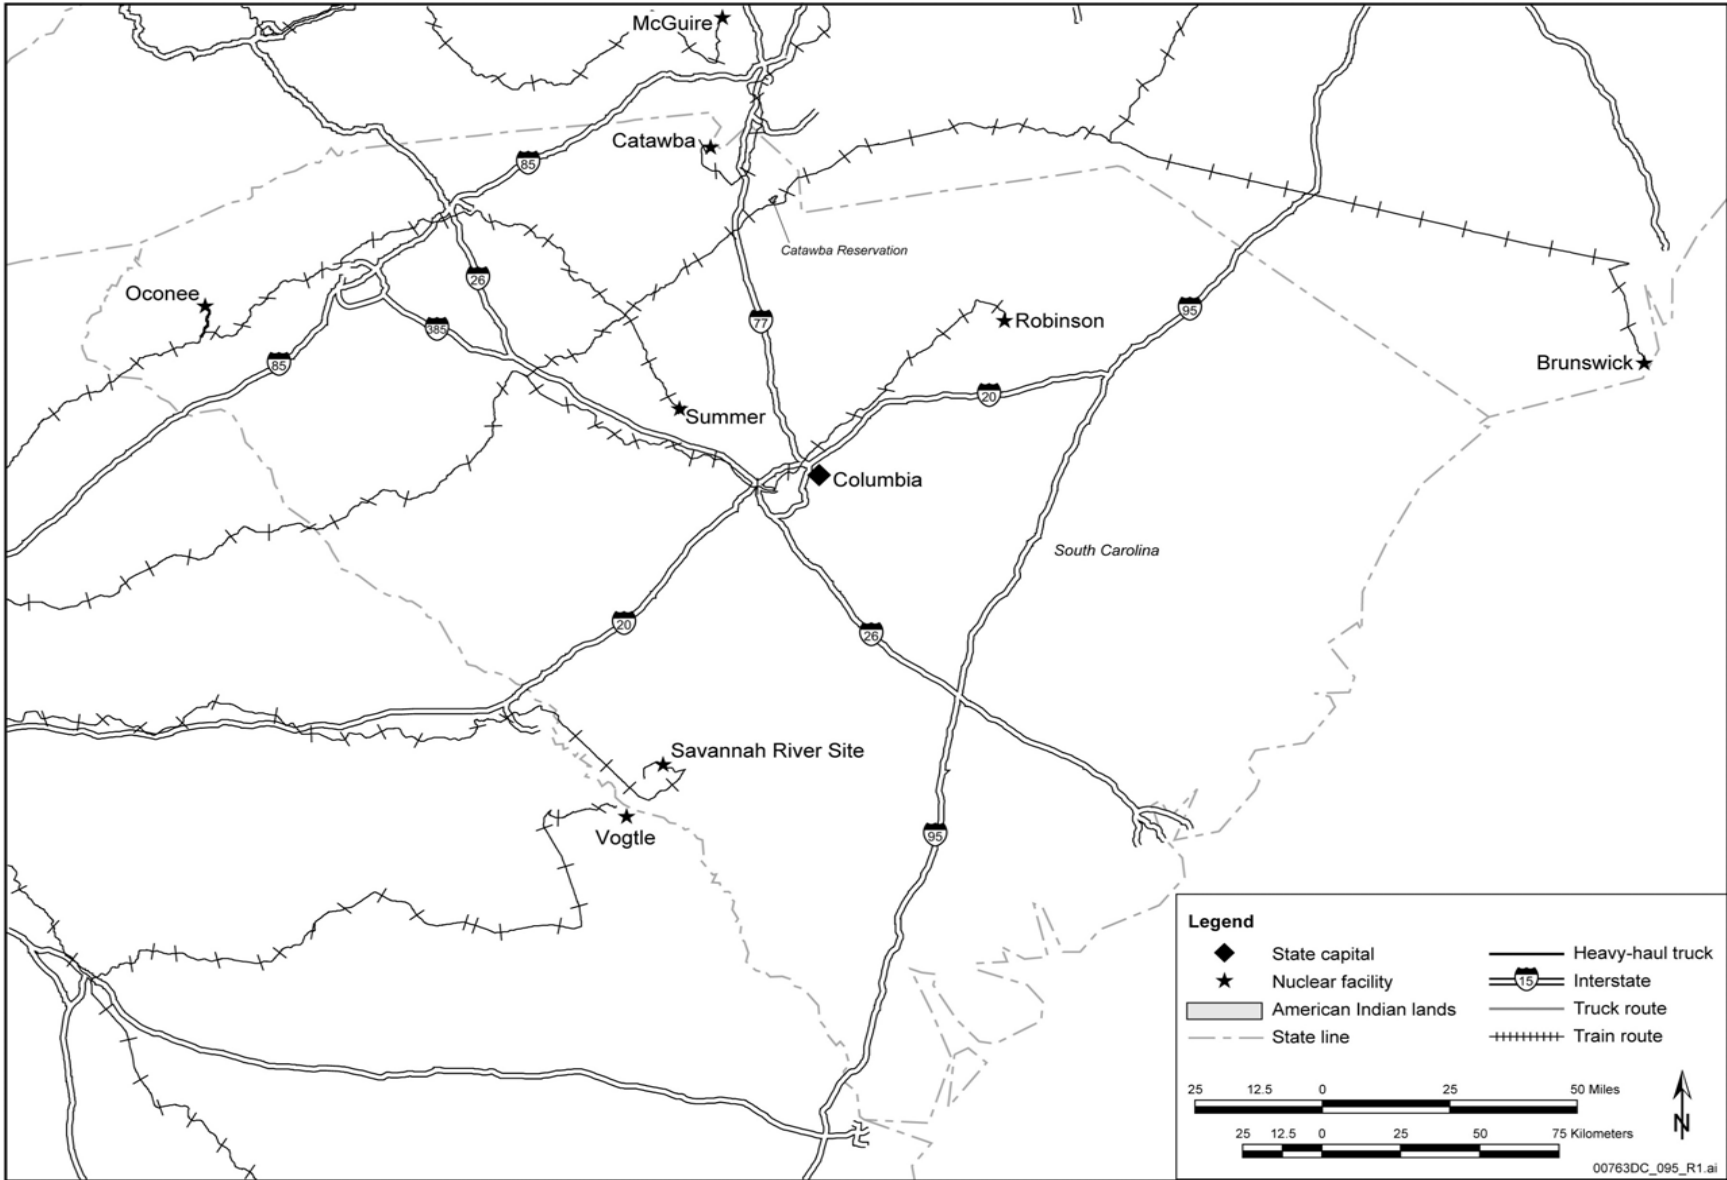 McGuire
Catawba
85
Catawba Reservation
26
Oconee
385
77
95
Robinson
85
Brunswick
20
Summer
Columbia
South Carolina
20
26
Savannah River Site
Vogtle
95
Legend
State capital
Nuclear facility
American Indian lands
State line
Heavy-haul truck
15 Interstate
Truck route
Train route
25 12.5 0 25 50 Miles
25 12.5 0 25 50 75 Kilometers
N
00763DC_095_R1.ai